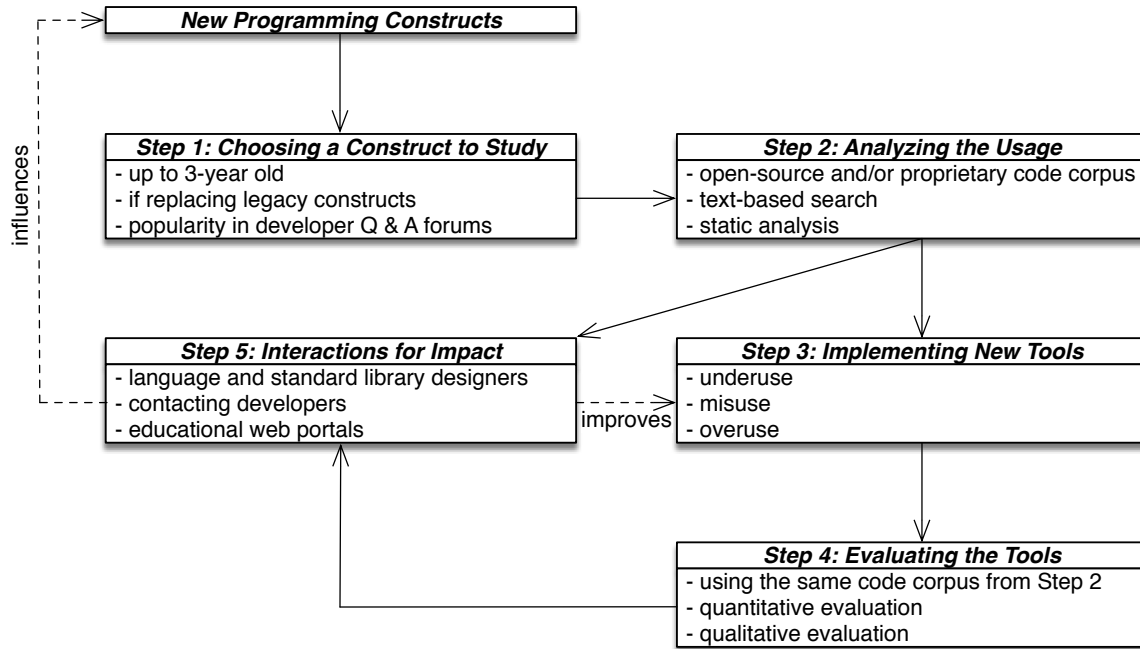 New Programming Constructs
influences
Step 1: Choosing a Construct to Study
- up to 3-year old
- if replacing legacy constructs
- popularity in developer Q & A forums
Step 2: Analyzing the Usage
- open-source and/or proprietary code corpus
- text-based search
- static analysis
Step 5: Interactions for Impact
- language and standard library designers
- contacting developers
- educational web portals
improves
Step 3: Implementing New Tools
- underuse
- misuse
- overuse
Step 4: Evaluating the Tools
- using the same code corpus from Step 2
- quantitative evaluation
- qualitative evaluation